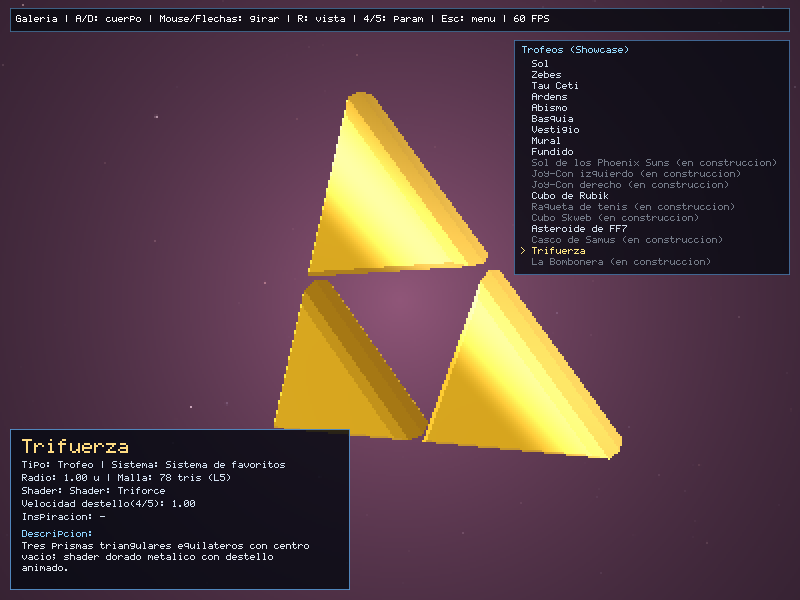 Galeria | A/D: cuerpo | Mouse/Flechas: girar | R: vista | 4/5: param | Esc: menu | 60 FPS
Trofeos (Showcase)
Sol
Zebes
Tau Ceti
Ardens
Abismo
Basquia
Vestigio
Mural
Fundido
Sol de los Phoenix Suns (en construccion)
Joy-Con izquierdo (en construccion)
Joy-Con derecho (en construccion)
Cubo de Rubik
Raqueta de tenis (en construccion)
Cubo Skweb (en construccion)
Asteroide de FF7
Casco de Samus (en construccion)
> Trifuerza
La Bombonera (en construccion)
Trifuerza
Tipo: Trofeo | Sistema: Sistema de favoritos
Radio: 1.00 u | Malla: 78 tris (L5)
Shader: Shader: Triforce
Velocidad destello(4/5): 1.00
Inspiracion: -
Descripcion:
Tres prismas triangulares equilateros con centro
vacio; shader dorado metalico con destello
animado.